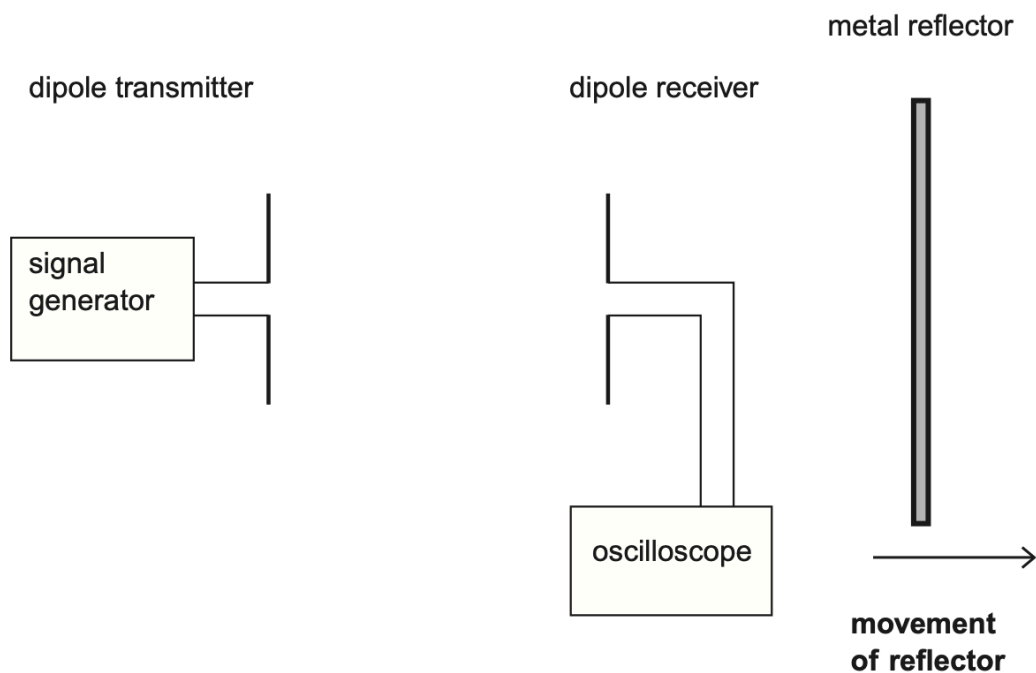 metal reflector
dipole transmitter
dipole receiver
signal
generator
oscilloscope
movement
of reflector